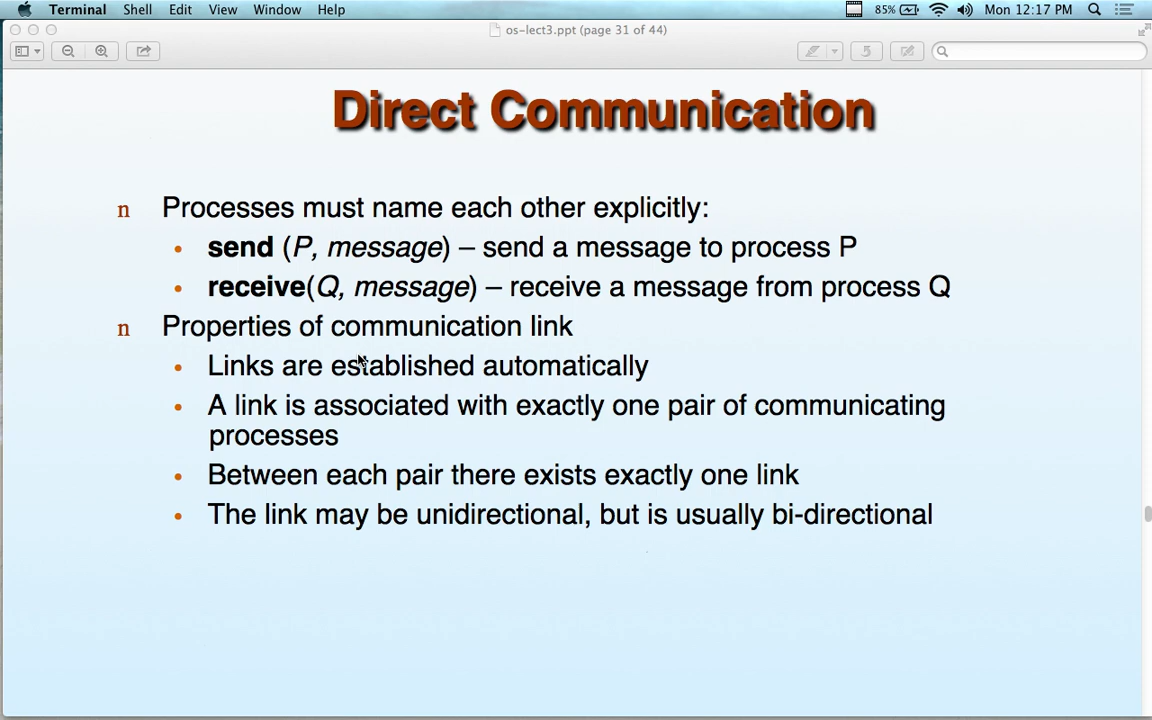 Terminal Shell Edit View Window Help 85% Mon 12:17 PM
os-lect3.ppt (page 31 of 44)
Direct Communication
n Processes must name each other explicitly:
• send (P, message) – send a message to process P
• receive(Q, message) – receive a message from process Q
n Properties of communication link
• Links are established automatically
• A link is associated with exactly one pair of communicating
processes
• Between each pair there exists exactly one link
• The link may be unidirectional, but is usually bi-directional